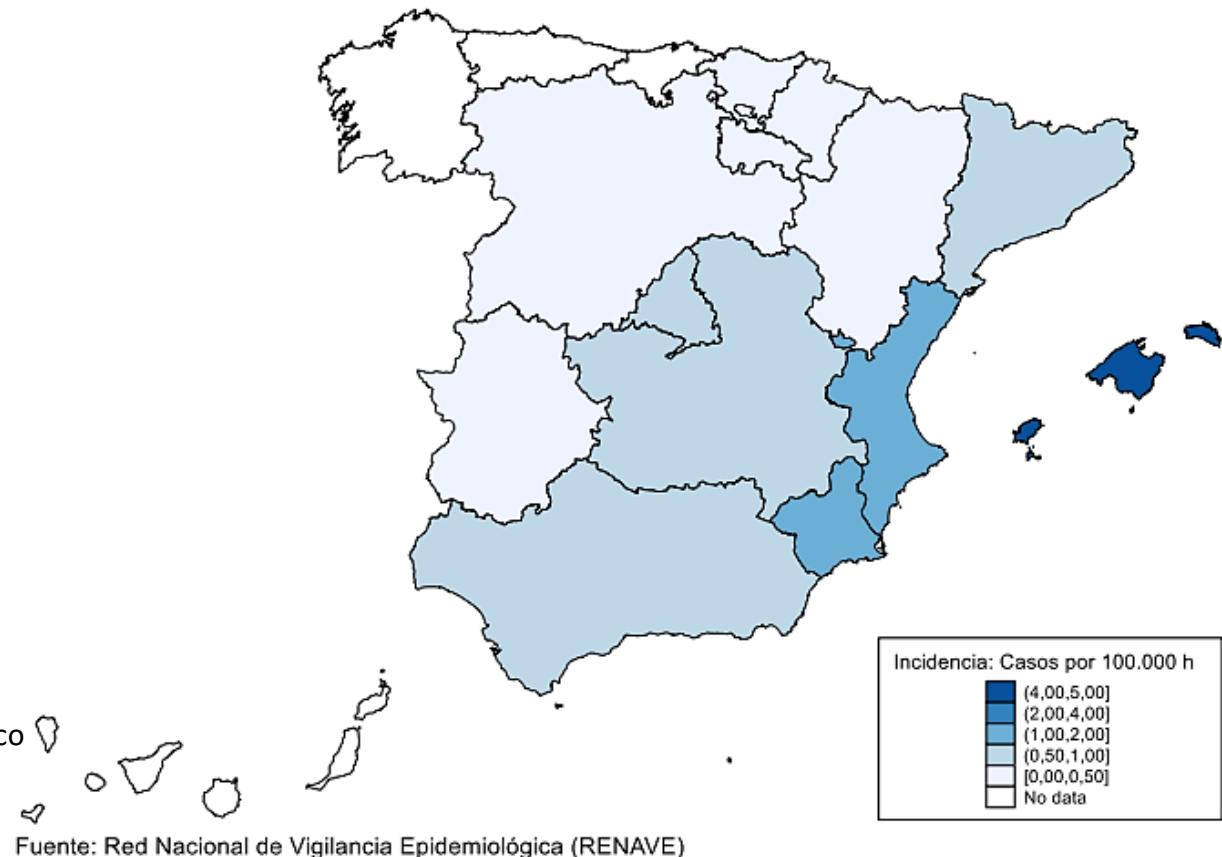 Incidencia: Casos por 100.000 h
(4,00,5,00]
(2,00,4,00]
(1,00,2,00]
(0,50,1,00]
[0,00,0,50]
No data
co
Fuente: Red Nacional de Vigilancia Epidemiológica (RENAVE)